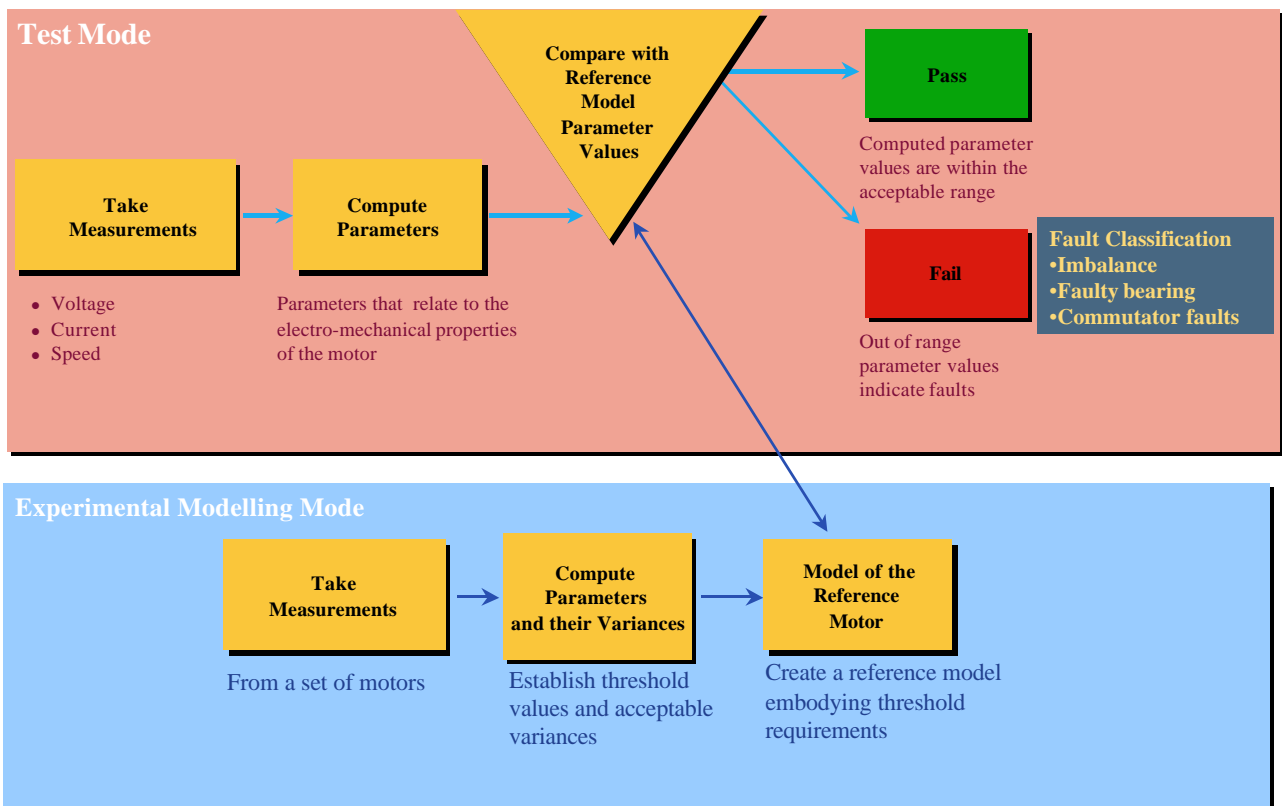 Test Mode
Compare with
Reference
Model
Parameter
Values
Pass
Computed parameter
values are within the
acceptable range
Take
Measurements
• Voltage
• Current
• Speed
Compute
Parameters
Parameters that relate to the
electro-mechanical properties
of the motor
Fail
Out of range
parameter values
indicate faults
Fault Classification
•Imbalance
•Faulty bearing
•Commutator faults
Experimental Modelling Mode
Take
Measurements
From a set of motors
Compute
Parameters
and their Variances
Establish threshold
values and acceptable
variances
Model of the
Reference
Motor
Create a reference model
embodying threshold
requirements